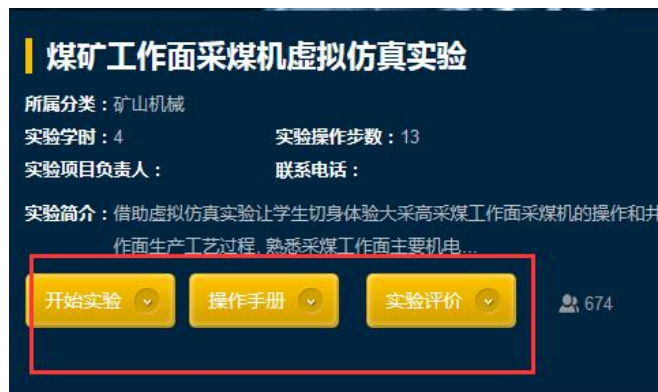 煤矿工作面采煤机虚拟仿真实验
所属分类：矿山机械
实验学时：4 实验操作步数：13
实验项目负责人： 联系电话：
实验简介：借助虚拟仿真实验让学生切身体验大采高采煤工作面采煤机的操作和井
作面生产工艺过程, 熟悉采煤工作面主要机电...
开始实验 操作手册 实验评价 674